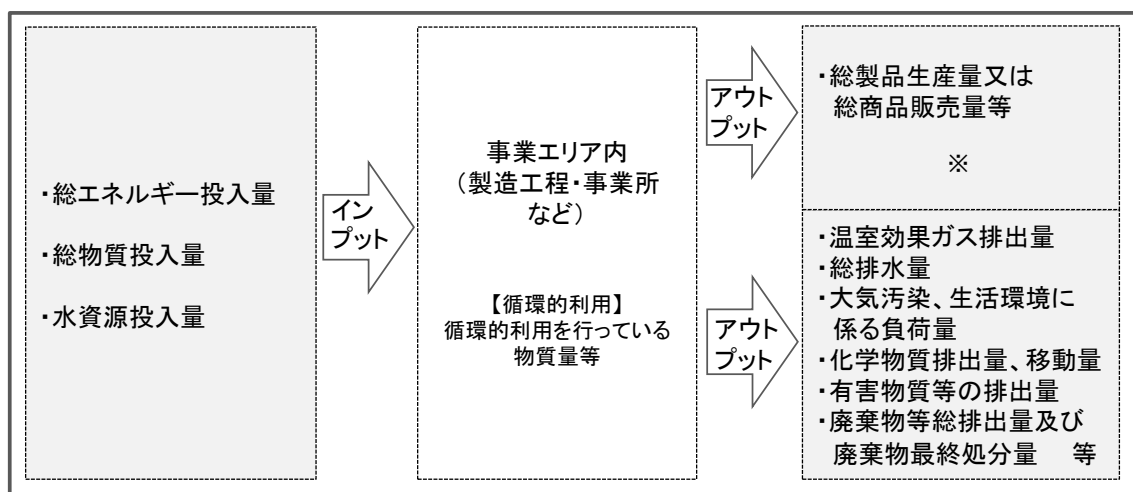 ・総エネルギー投入量
・総物質投入量
・水資源投入量
イン
プット
事業エリア内
（製造工程・事業所
など）
【循環的利用】
循環的利用を行っている
物質量等
アウト
プット
・総製品生産量又は
総商品販売量等
※
アウト
プット
・温室効果ガス排出量
・総排水量
・大気汚染、生活環境に
係る負荷量
・化学物質排出量、移動量
・有害物質等の排出量
・廃棄物等総排出量及び
廃棄物最終処分量　等